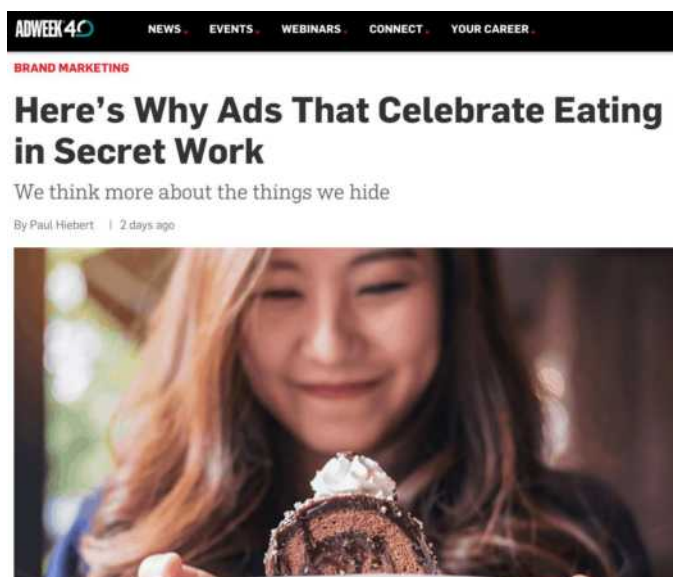 ADWEEK 40 NEWS EVENTS WEBINARS CONNECT YOUR CAREER
BRAND MARKETING
Here's Why Ads That Celebrate Eating
in Secret Work
We think more about the things we hide
By Paul Hiebert | 2 days ago